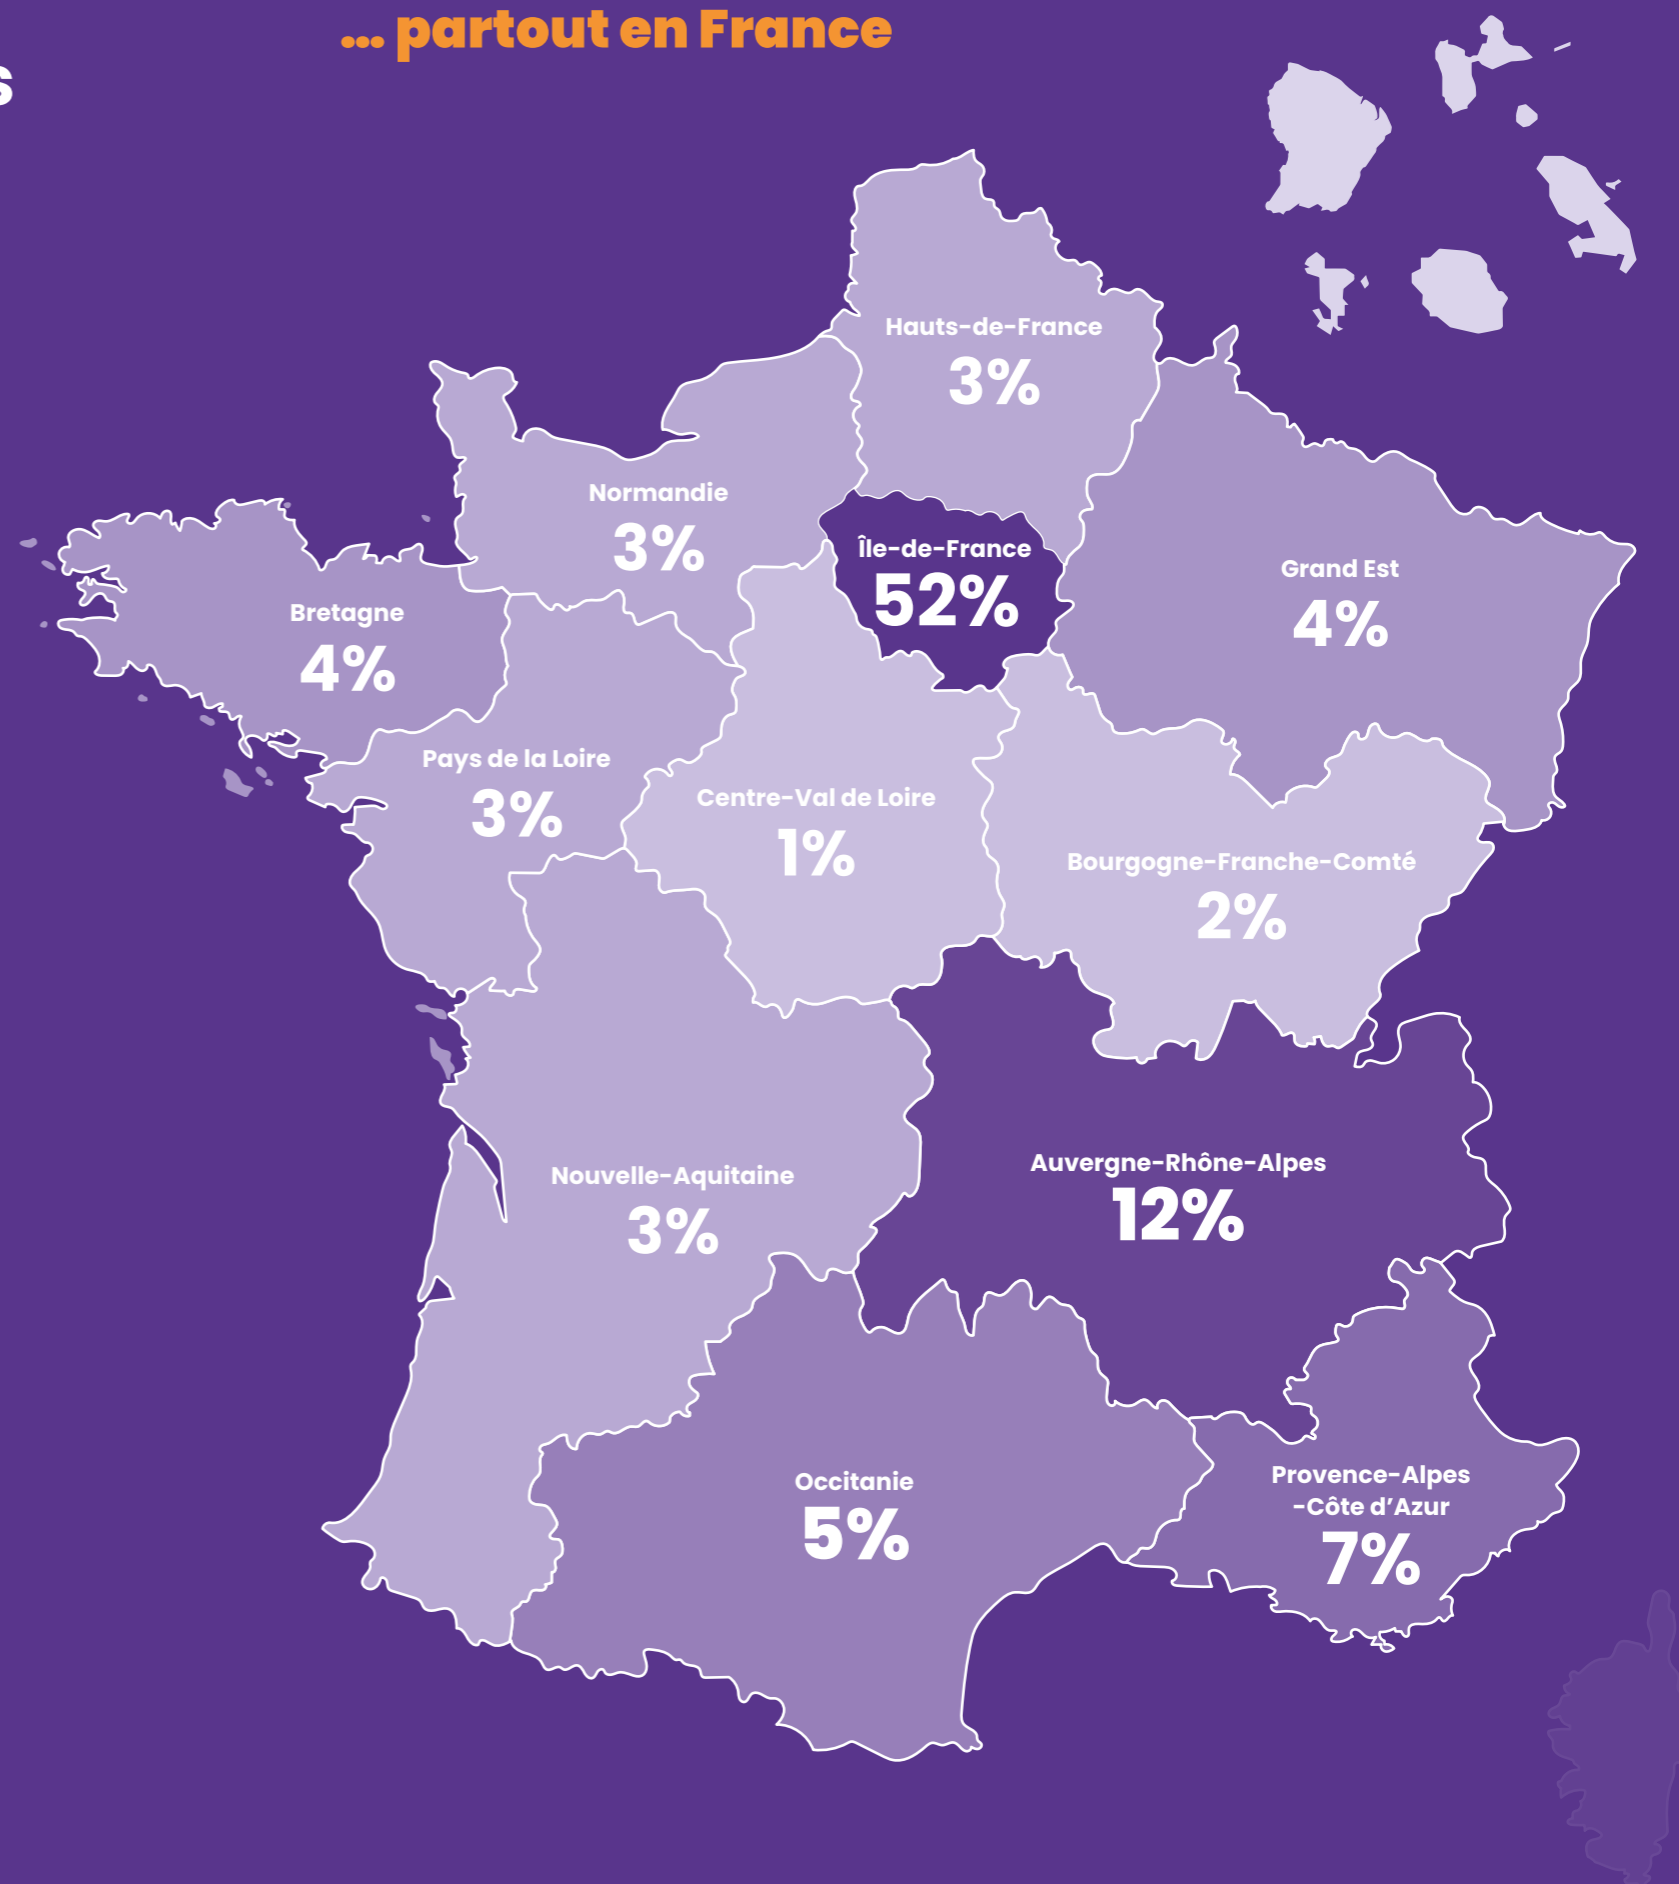 ... partout en France
s
Hauts-de-France
3%
Normandie
3%
Île-de-France
52%
Grand Est
4%
Bretagne
4%
Pays de la Loire
3%
Centre-Val de Loire
1%
Bourgogne-Franche-Comté
2%
Auvergne-Rhône-Alpes
12%
Nouvelle-Aquitaine
3%
Occitanie
5%
Provence-Alpes
-Côte d’Azur
7%